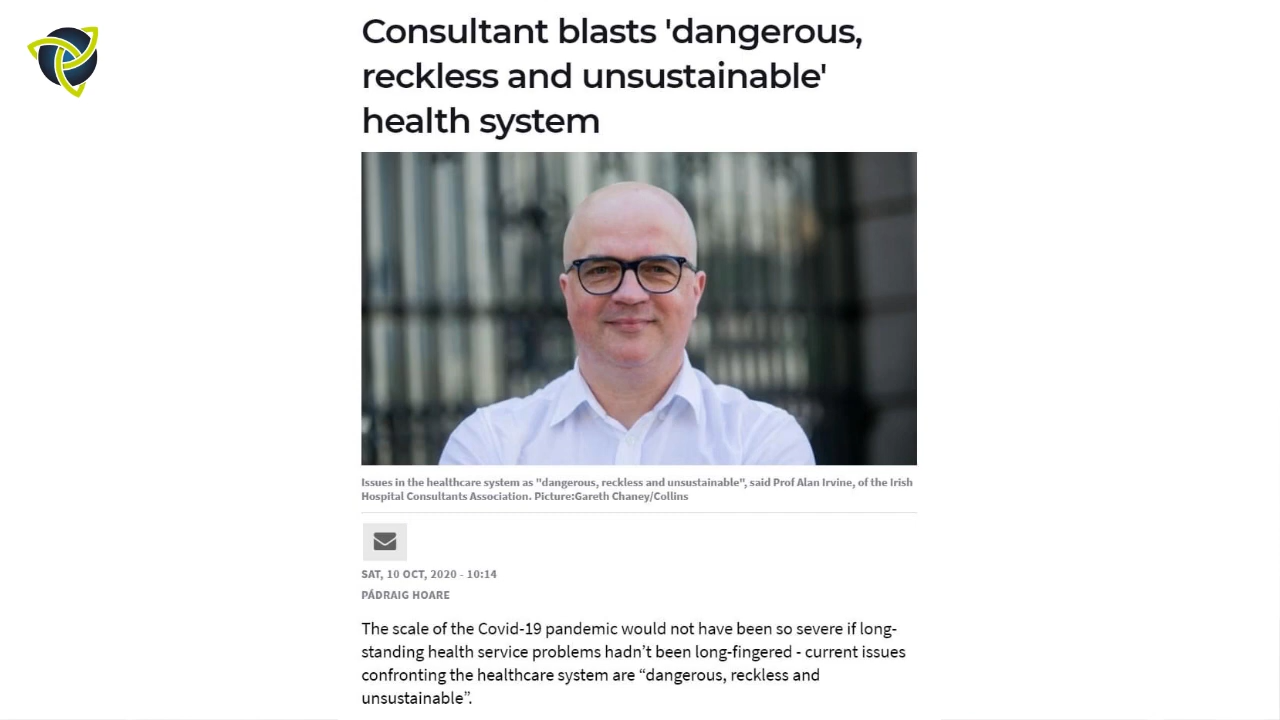 Consultant blasts 'dangerous,
reckless and unsustainable'
health system
Issues in the healthcare system as "dangerous, reckless and unsustainable", said Prof Alan Irvine, of the Irish
Hospital Consultants Association. Picture:Gareth Chaney/Collins
SAT, 10 OCT, 2020 - 10:14
PÁDRAIG HOARE
The scale of the Covid-19 pandemic would not have been so severe if long-
standing health service problems hadn’t been long-fingered - current issues
confronting the healthcare system are “dangerous, reckless and
unsustainable”.